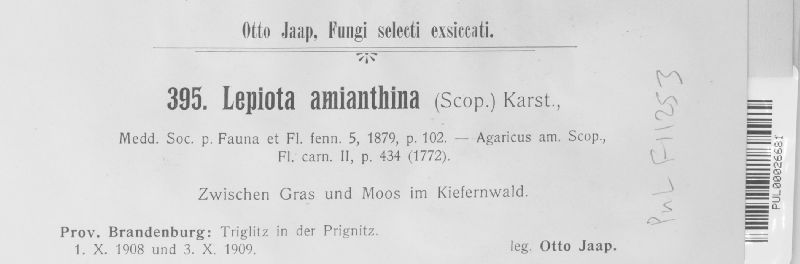 Otto Jaap, Fungi selecti exsiccati.
395. Lepiota amianthina (Scop.) Karst.,
Medd. Soc. p. Fauna et Fl. fenn. 5, 1879, p. 102. — Agaricus am. Scop.,
Fl. carn. II, p. 434 (1772).
Zwischen Gras und Moos im Kiefernwald.
Prov. Brandenburg: Triglitz in der Prignitz.
1. X. 1908 und 3. X. 1909.
leg. Otto Jaap.
PUL F11253
PUL00026681